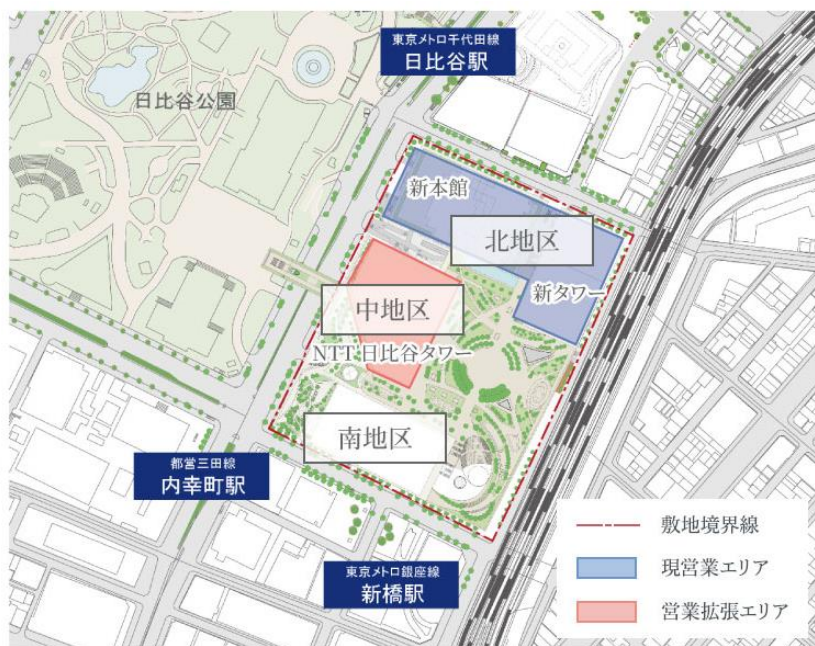 東京メトロ千代田線
日比谷駅
日比谷公園
新本館
北地区
新タワー
中地区
NTT 日比谷タワー
南地区
都営三田線
内幸町駅
東京メトロ銀座線
新橋駅
敷地境界線
現営業エリア
営業拡張エリア